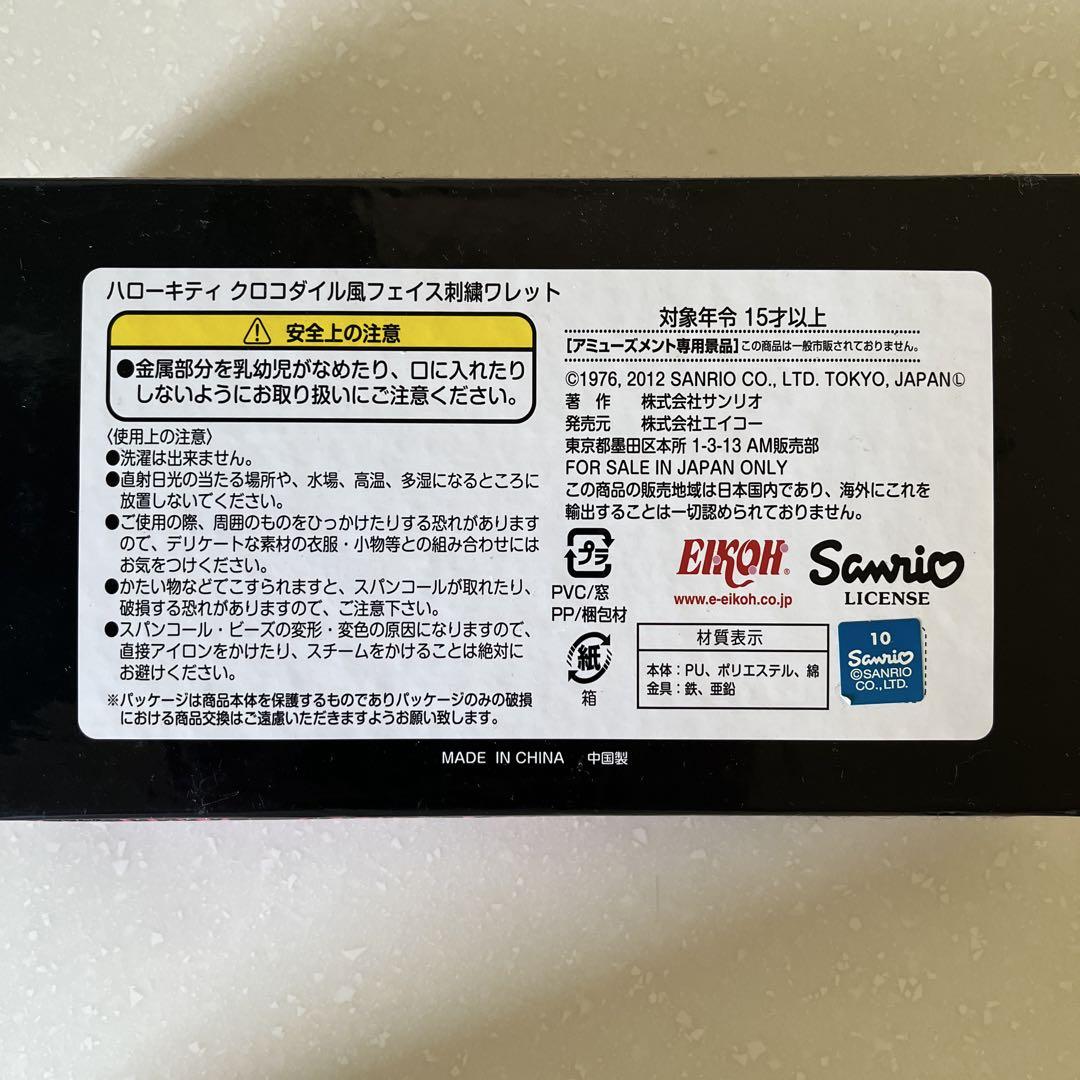 ハローキティ クロコダイル風フェイス刺繍ワレット
安全上の注意
●金属部分を乳幼児がなめたり、口に入れたり
しないようにお取り扱いにご注意ください。
〈使用上の注意〉
●洗濯は出来ません。
●直射日光の当たる場所や、水場、高温、多湿になるところに
放置しないでください。
●ご使用の際、周囲のものをひっかけたりする恐れがあります
ので、デリケートな素材の衣服・小物等との組み合わせには
お気をつけください。
●かたい物などでこすられますと、スパンコールが取れたり、
破損する恐れがありますので、ご注意下さい。
●スパンコール・ビーズの変形・変色の原因になりますので、
直接アイロンをかけたり、スチームをかけることは絶対に
お避けください。
※パッケージは商品本体を保護するものでありパッケージのみの破損
における商品交換はご遠慮いただきますようお願い致します。
対象年令 15才以上
[アミューズメント専用景品] この商品は一般市販されておりません。
©1976, 2012 SANRIO CO., LTD. TOKYO, JAPAN Ⓛ
著 作 株式会社サンリオ
発売元 株式会社エイコー
東京都墨田区本所 1-3-13 AM販売部
FOR SALE IN JAPAN ONLY
この商品の販売地域は日本国内であり、海外にこれを
輸出することは一切認められておりません。
プラ
PVC/窓
PP/梱包材
紙
箱
EIKOH®
www.e-eikoh.co.jp
Sanrio
LICENSE
材質表示
本体：PU、ポリエステル、綿
金具：鉄、亜鉛
10
Sanrio
©SANRIO
CO.,LTD.
MADE IN CHINA 中国製